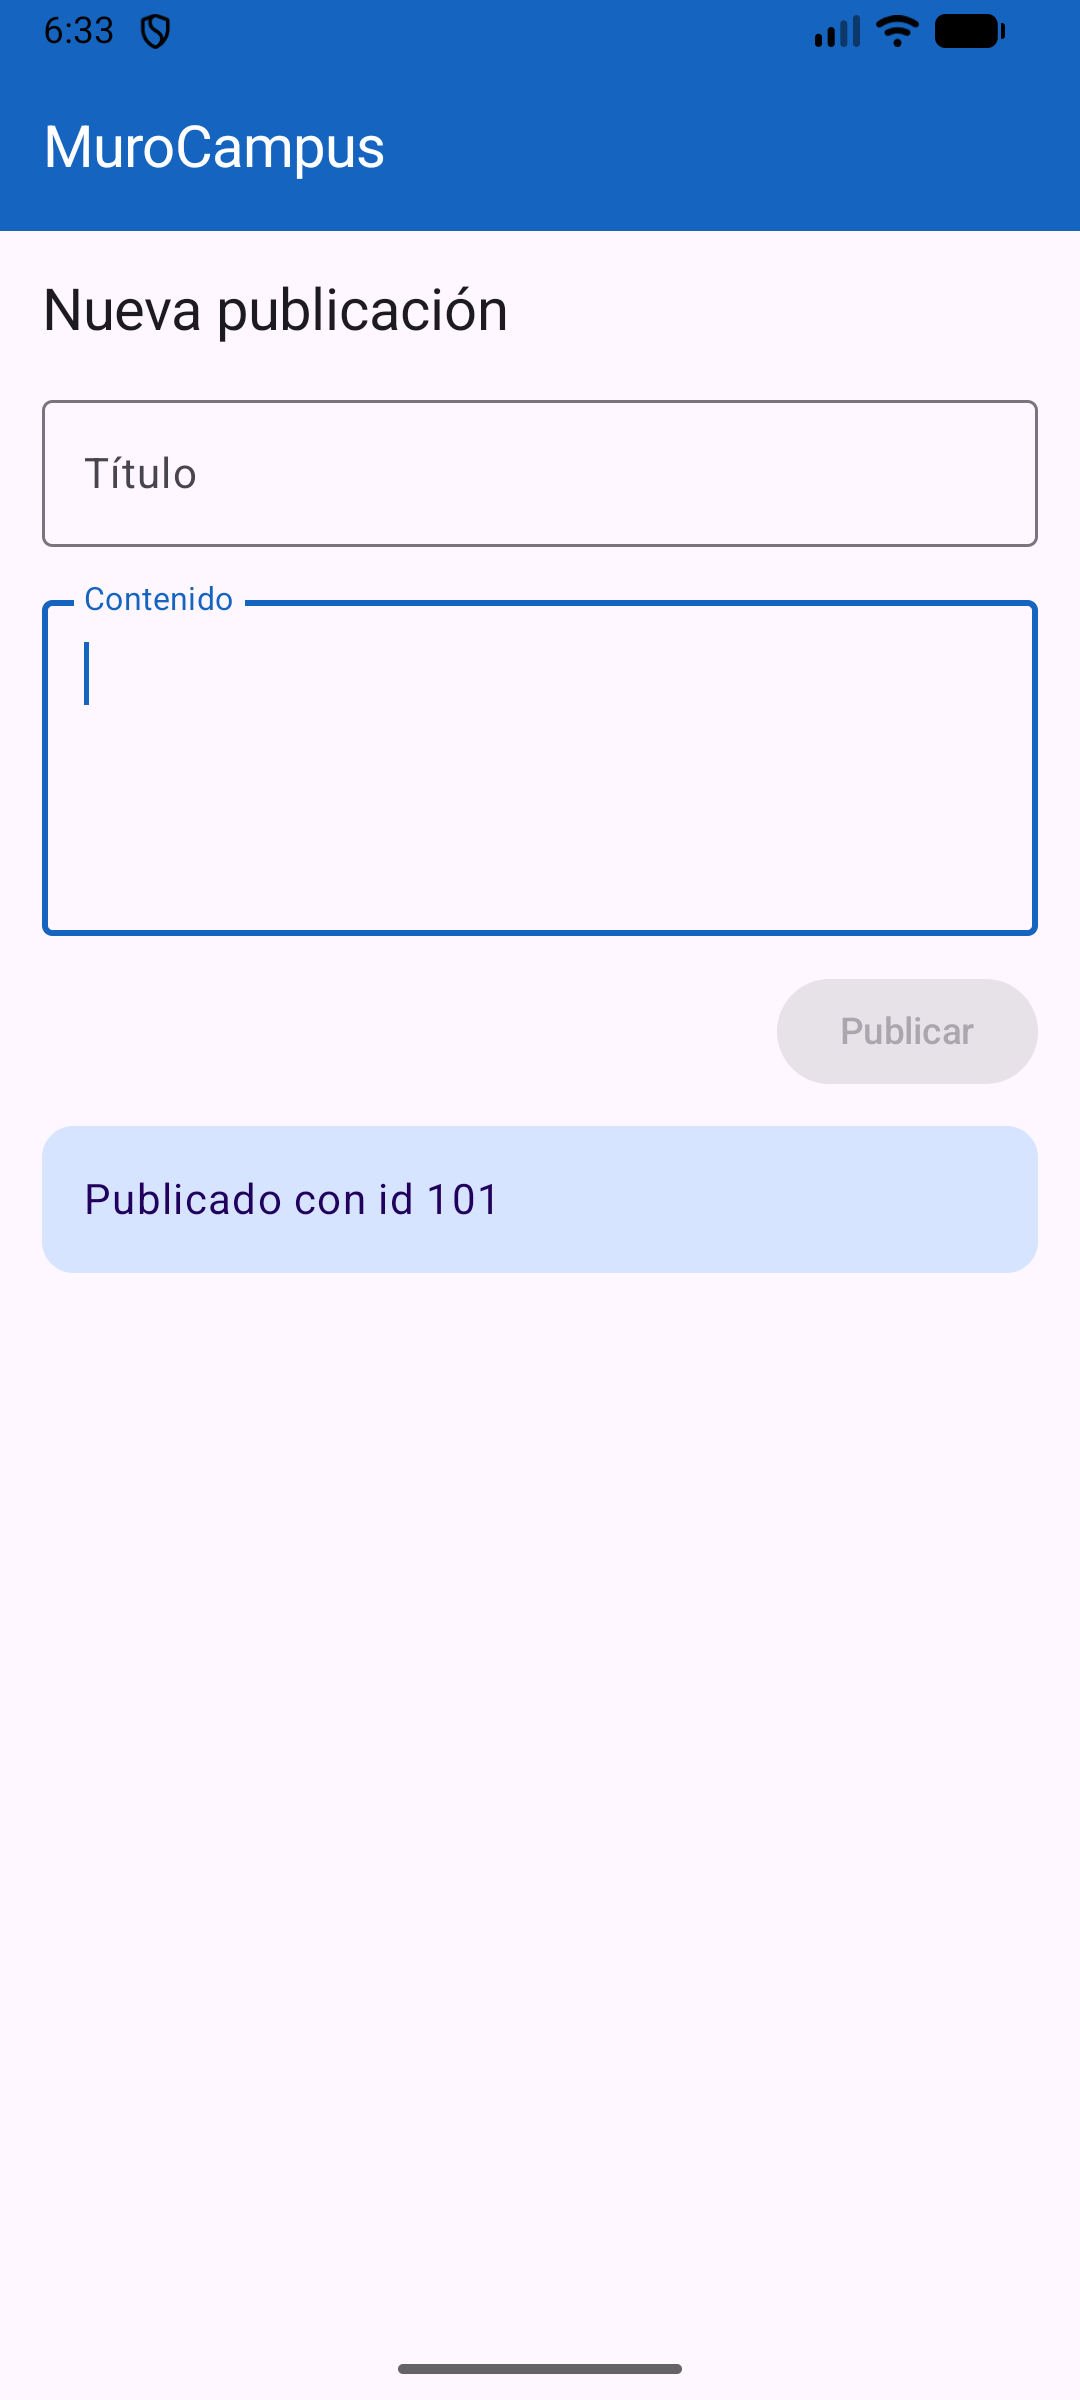 6:33
MuroCampus
Nueva publicación
Título
Contenido
Publicar
Publicado con id 101